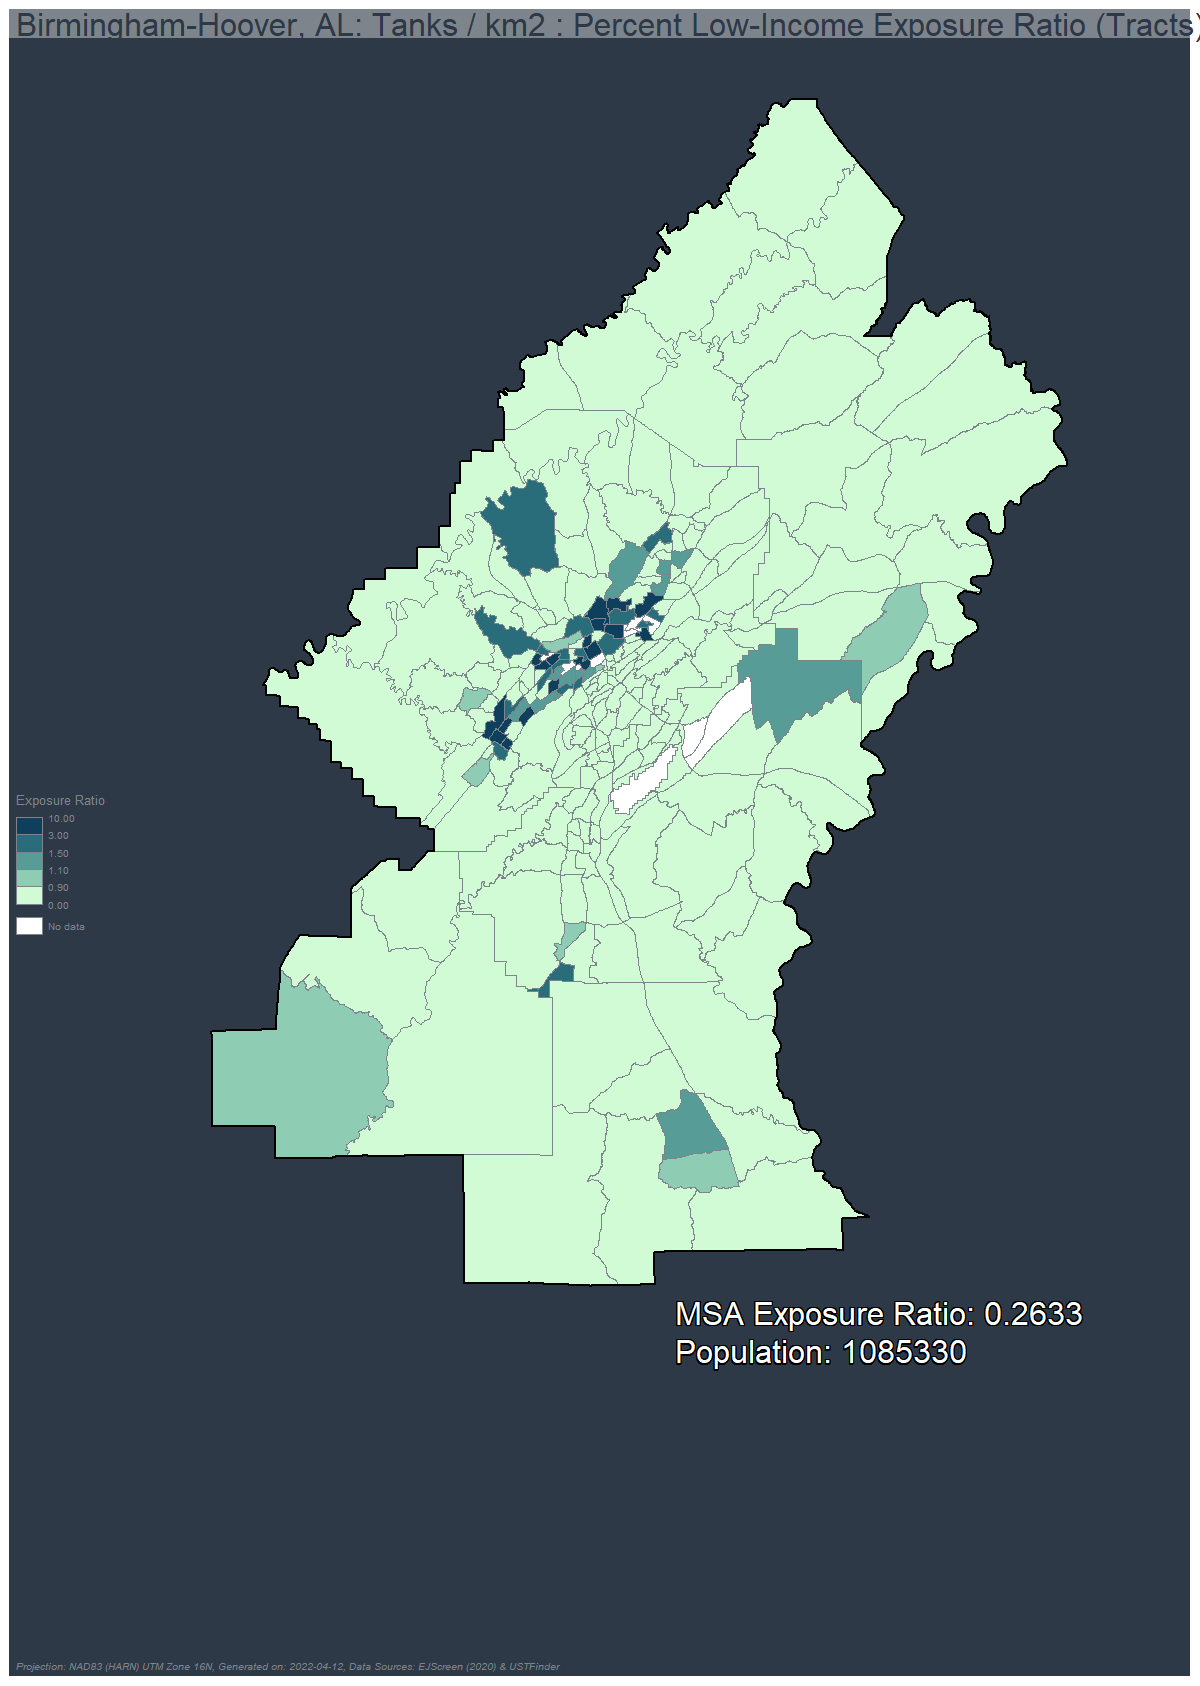 Birmingham-Hoover, AL: Tanks / km2 : Percent Low-Income Exposure Ratio (Tracts)
Exposure Ratio
10.00
3.00
1.50
1.10
0.90
0.00
No data
MSA Exposure Ratio: 0.2633
Population: 1085330
Projection: NAD83 (HARN) UTM Zone 16N, Generated on: 2022-04-12, Data Sources: EJScreen (2020) & USTFinder